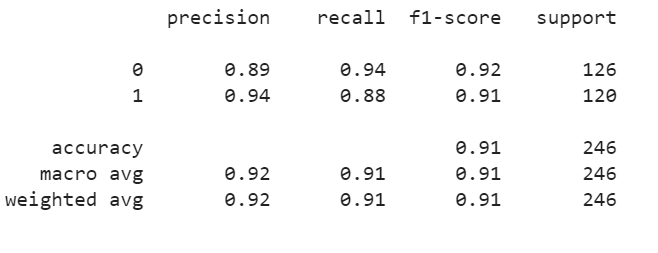 precision recall f1-score support
0 0.89 0.94 0.92 126
1 0.94 0.88 0.91 120
accuracy 0.91 246
macro avg 0.92 0.91 0.91 246
weighted avg 0.92 0.91 0.91 246